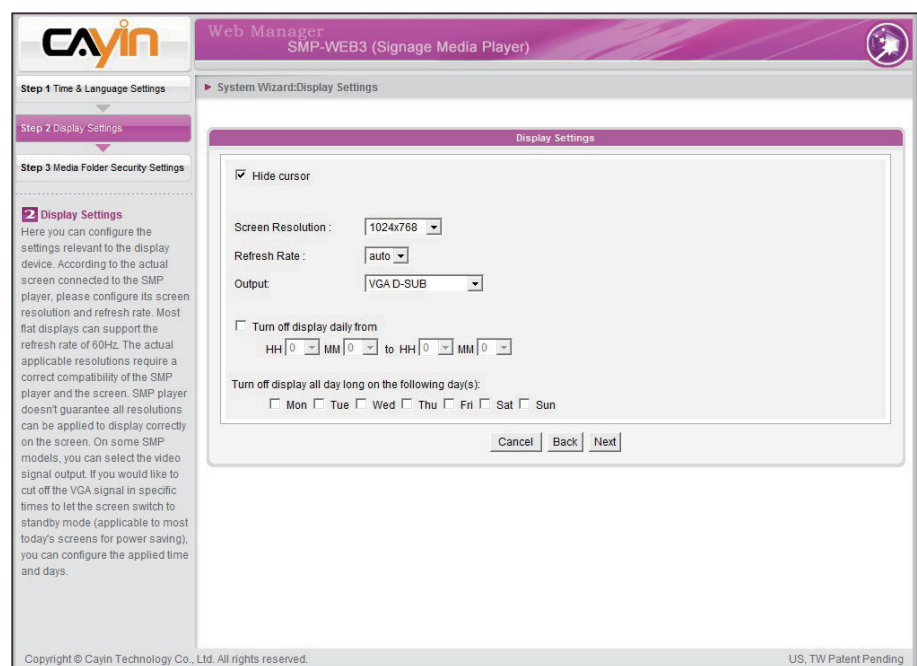 CAYIN
Web Manager
SMP-WEB3 (Signage Media Player)
Step 1 Time & Language Settings
Step 2 Display Settings
Step 3 Media Folder Security Settings
2 Display Settings
Here you can configure the
settings relevant to the display
device. According to the actual
screen connected to the SMP
player, please configure its screen
resolution and refresh rate. Most
flat displays can support the
refresh rate of 60Hz. The actual
applicable resolutions require a
correct compatibility of the SMP
player and the screen. SMP player
doesn't guarantee all resolutions
can be applied to display correctly
on the screen. On some SMP
models, you can select the video
signal output. If you would like to
cut off the VGA signal in specific
times to let the screen switch to
standby mode (applicable to most
today's screens for power saving),
you can configure the applied time
and days.
System Wizard:Display Settings
Display Settings
Hide cursor
Screen Resolution : 1024x768
Refresh Rate : auto
Output: VGA D-SUB
Turn off display daily from
HH 0 MM 0 to HH 0 MM 0
Turn off display all day long on the following day(s):
Mon Tue Wed Thu Fri Sat Sun
Cancel Back Next
Copyright © Cayin Technology Co., Ltd. All rights reserved.
US, TW Patent Pending